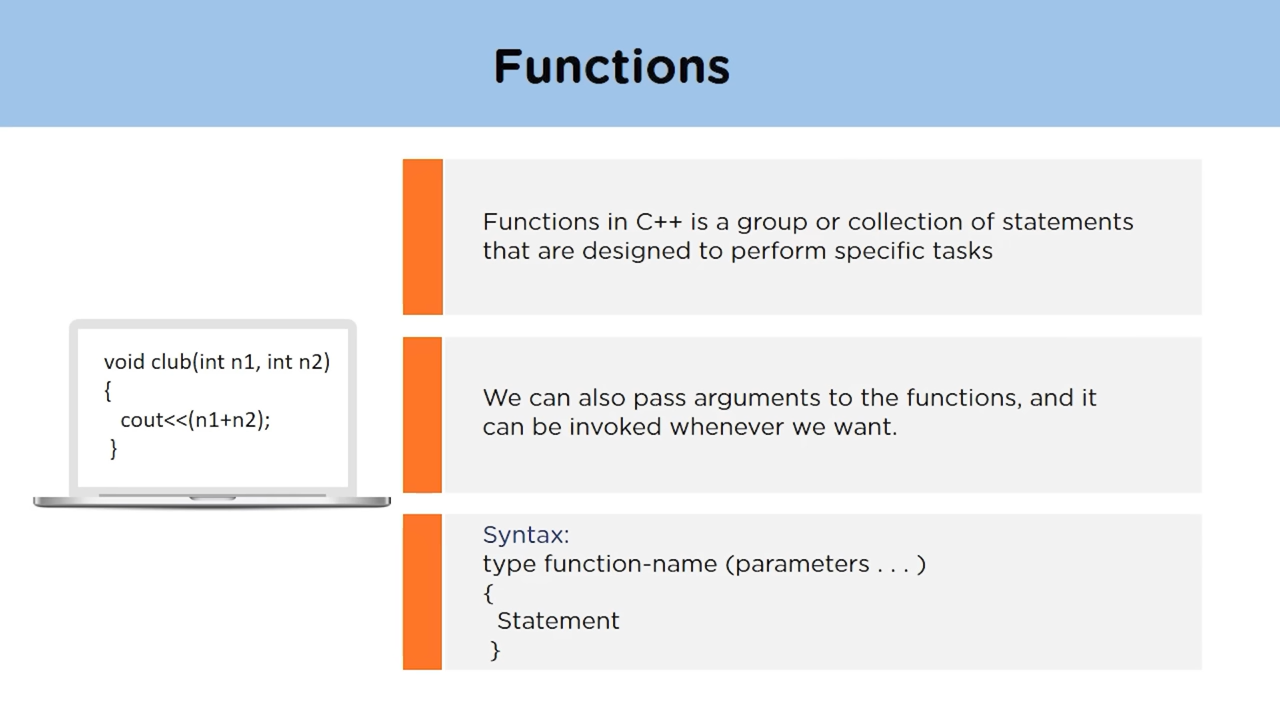 Functions
Functions in C++ is a group or collection of statements
that are designed to perform specific tasks
void club(int n1, int n2)
{
cout<<(n1+n2);
}
We can also pass arguments to the functions, and it
can be invoked whenever we want.
Syntax:
type function-name (parameters . . . )
{
Statement
}